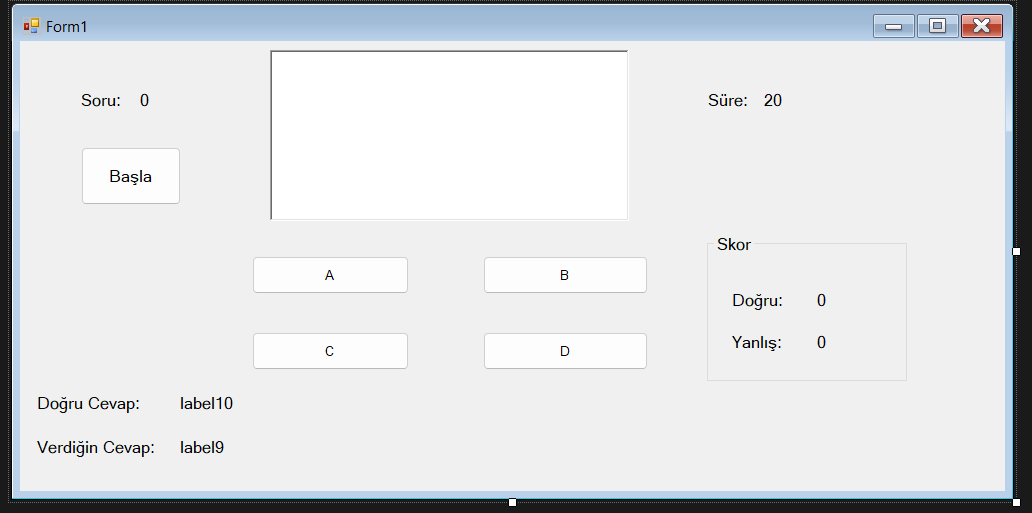 Form1
Soru: 0
Süre: 20
Başla
Skor
A
B
Doğru: 0
Yanlış: 0
C
D
Doğru Cevap: label10
Verdiğin Cevap: label9